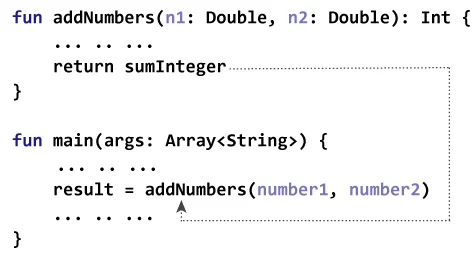 fun addNumbers(n1: Double, n2: Double): Int {
... .. ...
return sumInteger
}
fun main(args: Array<String>) {
... .. ...
result = addNumbers(number1, number2)
... .. ...
}